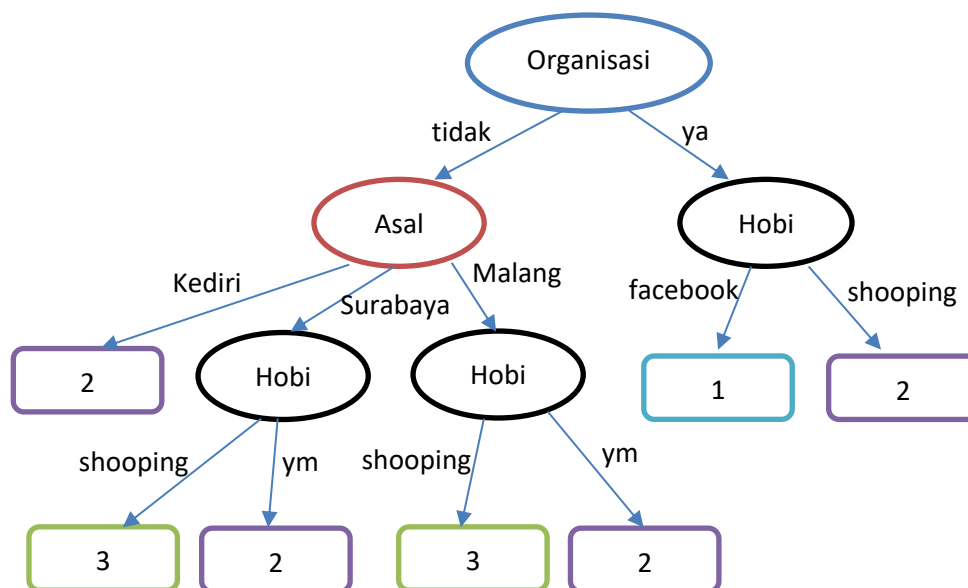 Organisasi
tidak
ya
Asal
Hobi
Kediri
Surabaya
Malang
facebook
shooping
2
Hobi
Hobi
1
2
shooping
ym
shooping
ym
3
2
3
2